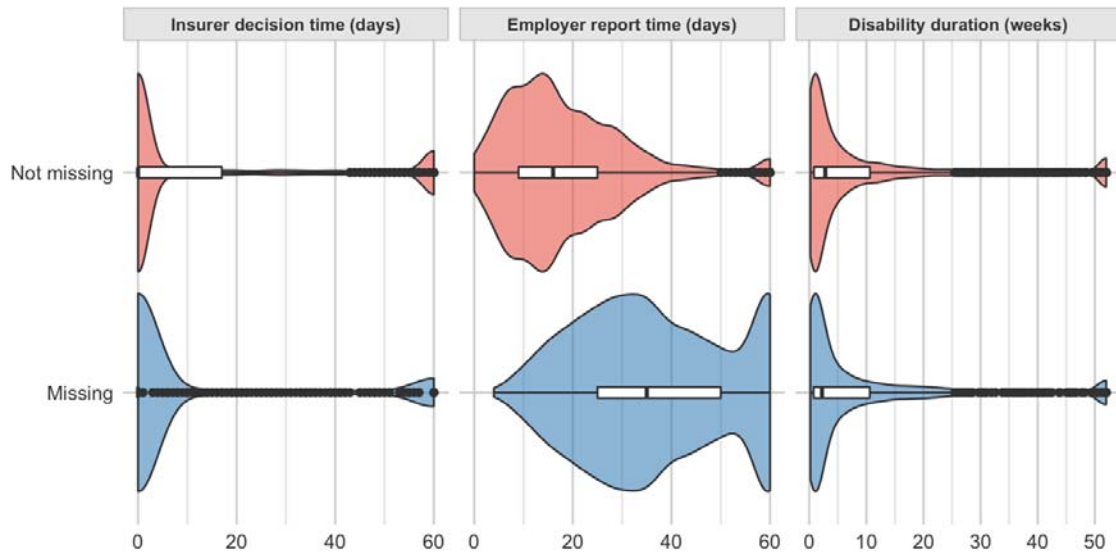 Insurer decision time (days) Employer report time (days) Disability duration (weeks)
Not missing
Missing
0 20 40 60 0 20 40 60 0 10 20 30 40 50